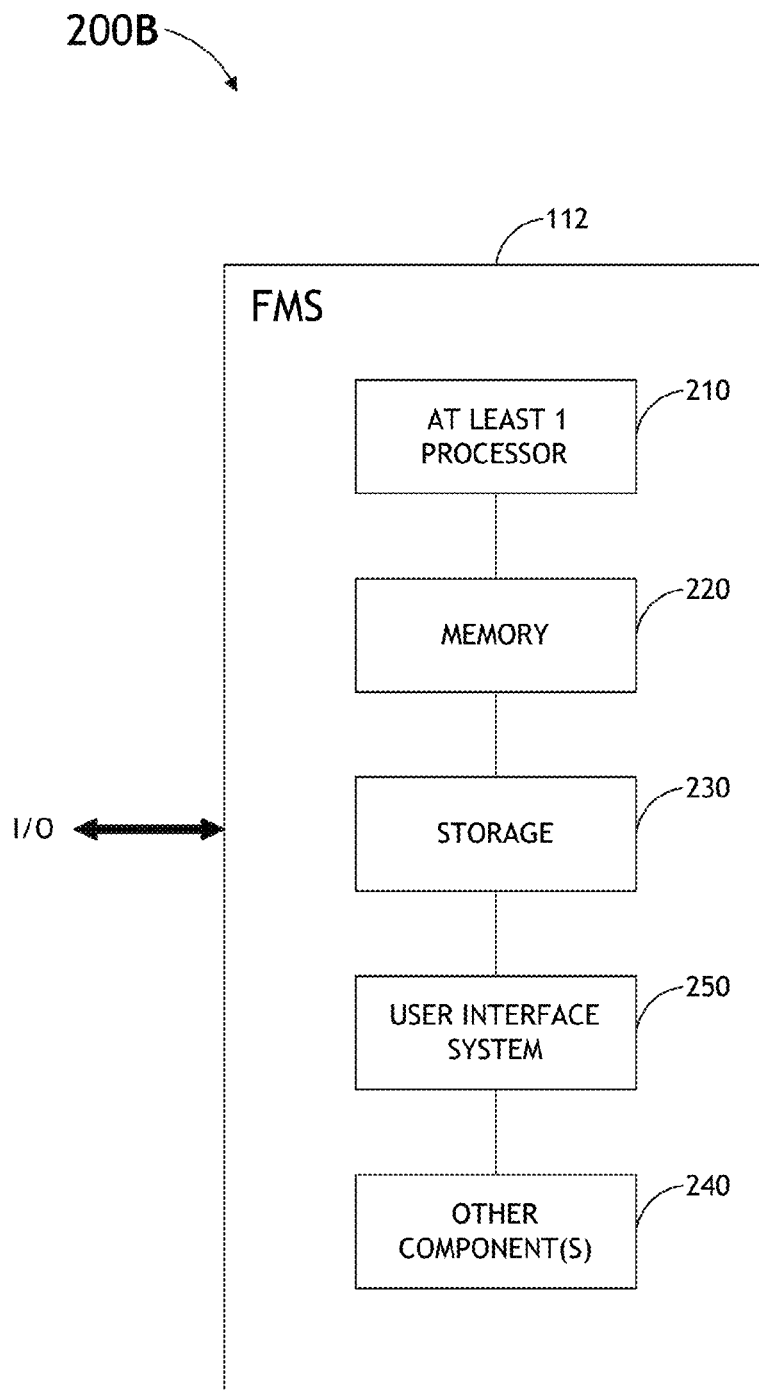 200B
112
FMS
AT LEAST 1
PROCESSOR
210
MEMORY
220
I/O
STORAGE
230
USER INTERFACE
SYSTEM
250
OTHER
COMPONENT(S)
240